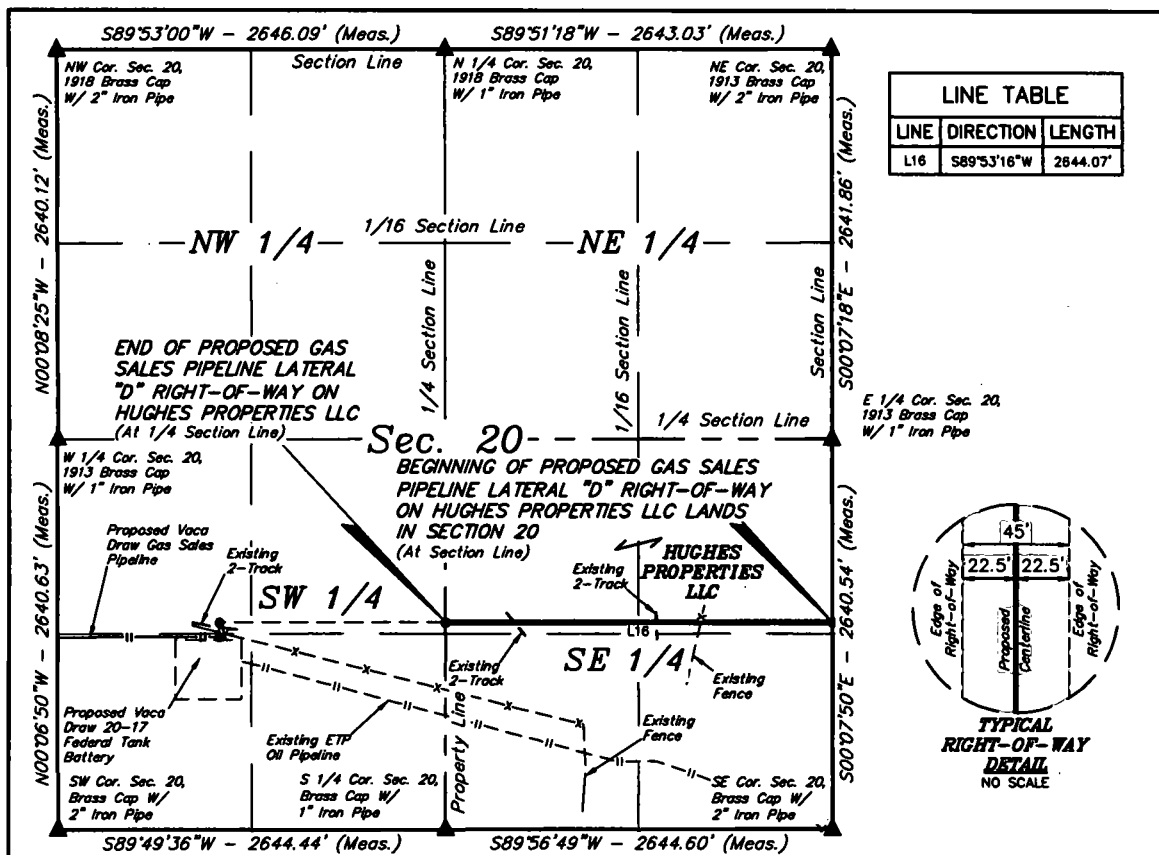 S89°53'00"W - 2646.09' (Meas.)
S89°51'18"W - 2643.03' (Meas.)
NW Cor. Sec. 20,
1918 Brass Cap
W/ 2" Iron Pipe
Section Line
N 1/4 Cor. Sec. 20,
1918 Brass Cap
W/ 1" Iron Pipe
NE Cor. Sec. 20,
1913 Brass Cap
W/ 2" Iron Pipe
LINE TABLE
LINE DIRECTION LENGTH
L16 S89°53'16"W 2644.07'
N00°08'25"W - 2640.12' (Meas.)
S00°07'18"E - 2641.86' (Meas.)
1/16 Section Line
NW 1/4
NE 1/4
1/4 Section Line
1/16 Section Line
Section Line
END OF PROPOSED GAS
SALES PIPELINE LATERAL
"D" RIGHT-OF-WAY ON
HUGHES PROPERTIES LLC
(At 1/4 Section Line)
E 1/4 Cor. Sec. 20,
1913 Brass Cap
W/ 1" Iron Pipe
1/4 Section Line
Sec. 20
W 1/4 Cor. Sec. 20,
1913 Brass Cap
W/ 1" Iron Pipe
BEGINNING OF PROPOSED GAS SALES
PIPELINE LATERAL "D" RIGHT-OF-WAY
ON HUGHES PROPERTIES LLC LANDS
IN SECTION 20
(At Section Line)
Proposed Vaca
Draw Gas Sales
Pipeline
Existing
2-Track
SW 1/4
Existing
2-Track
HUGHES
PROPERTIES
LLC
L16
SE 1/4
Existing
2-Track
Existing
Fence
N00°06'50"W - 2640.63' (Meas.)
S00°07'50"E - 2640.54' (Meas.)
Proposed Vaca
Draw 20-17
Federal Tank
Battery
Existing ETP
Oil Pipeline
Property Line
Existing
Fence
SW Cor. Sec. 20,
Brass Cap W/
2" Iron Pipe
S 1/4 Cor. Sec. 20,
Brass Cap W/
1" Iron Pipe
SE Cor. Sec. 20,
Brass Cap W/
2" Iron Pipe
S89°49'36"W - 2644.44' (Meas.)
S89°56'49"W - 2644.60' (Meas.)
45'
22.5' 22.5'
Edge of
Right-of-Way
Proposed
Centerline
Edge of
Right-of-Way
TYPICAL
RIGHT-OF-WAY
DETAIL
NO SCALE